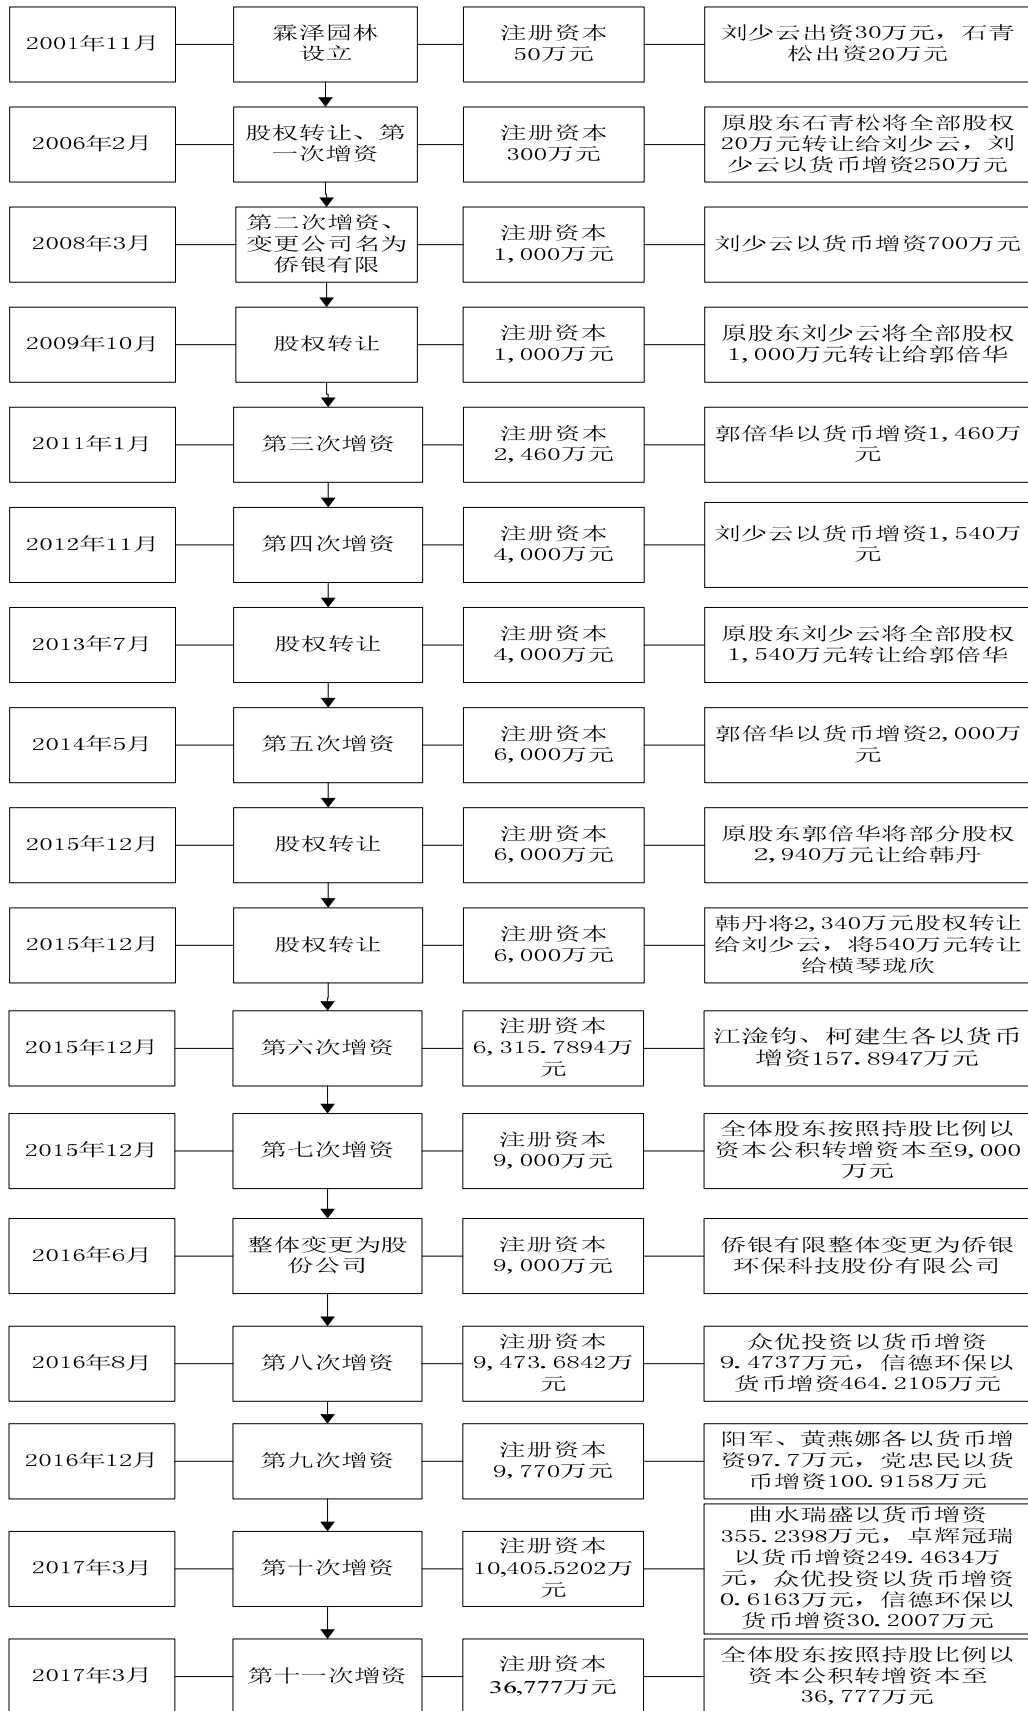 2001年11月
霖泽园林
设立
注册资本
50万元
刘少云出资30万元，石青
松出资20万元
2006年2月
股权转让、第
一次增资
注册资本
300万元
原股东石青松将全部股权
20万元转让给刘少云，刘
少云以货币增资250万元
2008年3月
第二次增资、
变更公司名为
侨银有限
注册资本
1,000万元
刘少云以货币增资700万元
2009年10月
股权转让
注册资本
1,000万元
原股东刘少云将全部股权
1,000万元转让给郭倍华
2011年1月
第三次增资
注册资本
2,460万元
郭倍华以货币增资1,460万
元
2012年11月
第四次增资
注册资本
4,000万元
刘少云以货币增资1,540万
元
2013年7月
股权转让
注册资本
4,000万元
原股东刘少云将全部股权
1,540万元转让给郭倍华
2014年5月
第五次增资
注册资本
6,000万元
郭倍华以货币增资2,000万
元
2015年12月
股权转让
注册资本
6,000万元
原股东郭倍华将部分股权
2,940万元让给韩丹
2015年12月
股权转让
注册资本
6,000万元
韩丹将2,340万元股权转让
给刘少云，将540万元转让
给横琴珑欣
2015年12月
第六次增资
注册资本
6,315.7894万
元
江淦钧、柯建生各以货币
增资157.8947万元
2015年12月
第七次增资
注册资本
9,000万元
全体股东按照持股比例以
资本公积转增资本至9,000
万元
2016年6月
整体变更为股
份公司
注册资本
9,000万元
侨银有限整体变更为侨银
环保科技股份有限公司
2016年8月
第八次增资
注册资本
9,473.6842万
元
众优投资以货币增资
9.4737万元，信德环保以
货币增资464.2105万元
2016年12月
第九次增资
注册资本
9,770万元
阳军、黄燕娜各以货币增
资97.7万元，党忠民以货
币增资100.9158万元
2017年3月
第十次增资
注册资本
10,405.5202万
元
曲水瑞盛以货币增资
355.2398万元，卓辉冠瑞
以货币增资249.4634万
元，众优投资以货币增资
0.6163万元，信德环保以
货币增资30.2007万元
2017年3月
第十一次增资
注册资本
36,777万元
全体股东按照持股比例以
资本公积转增资本至
36,777万元